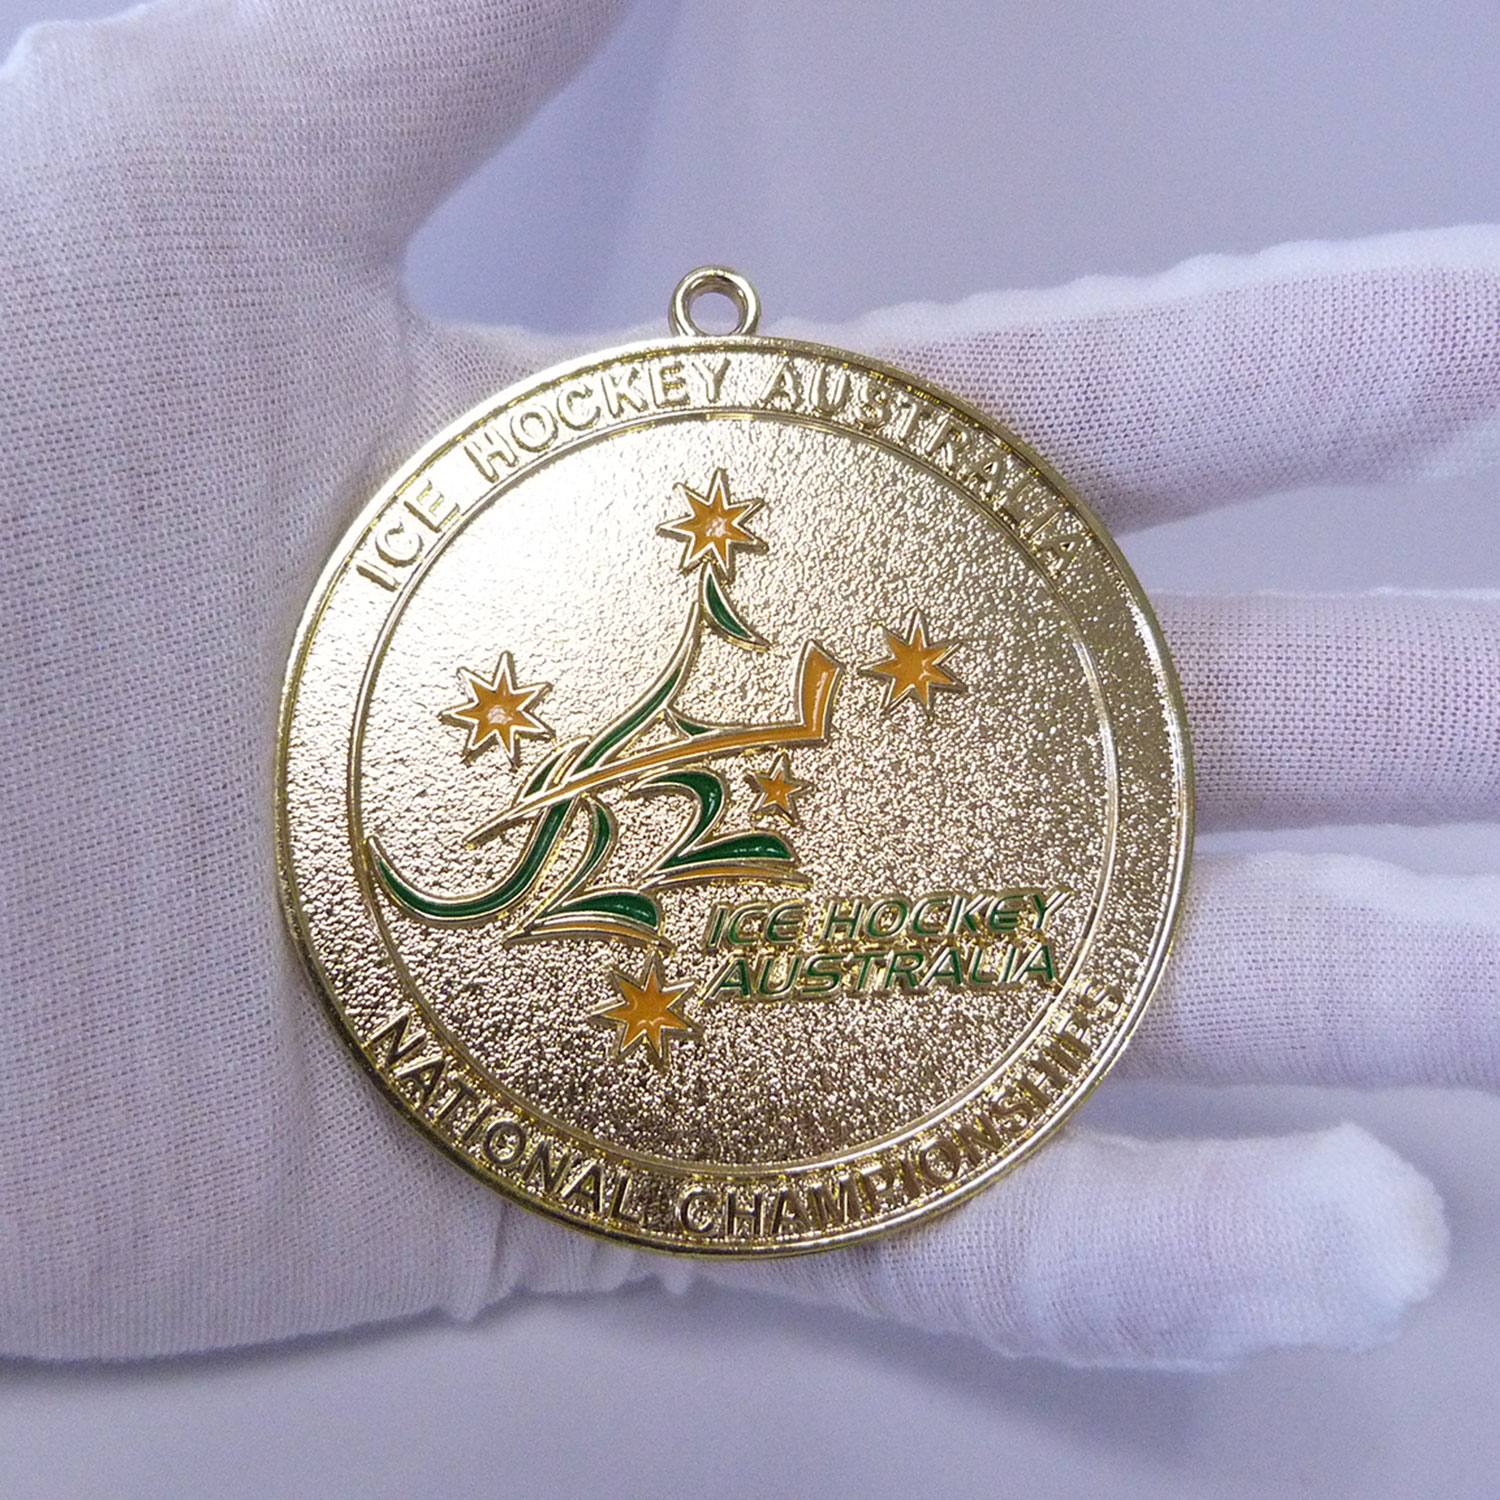 ICE HOCKEY AUSTRALIA
ICE HOCKEY
AUSTRALIA
NATIONAL CHAMPIONSHIPS